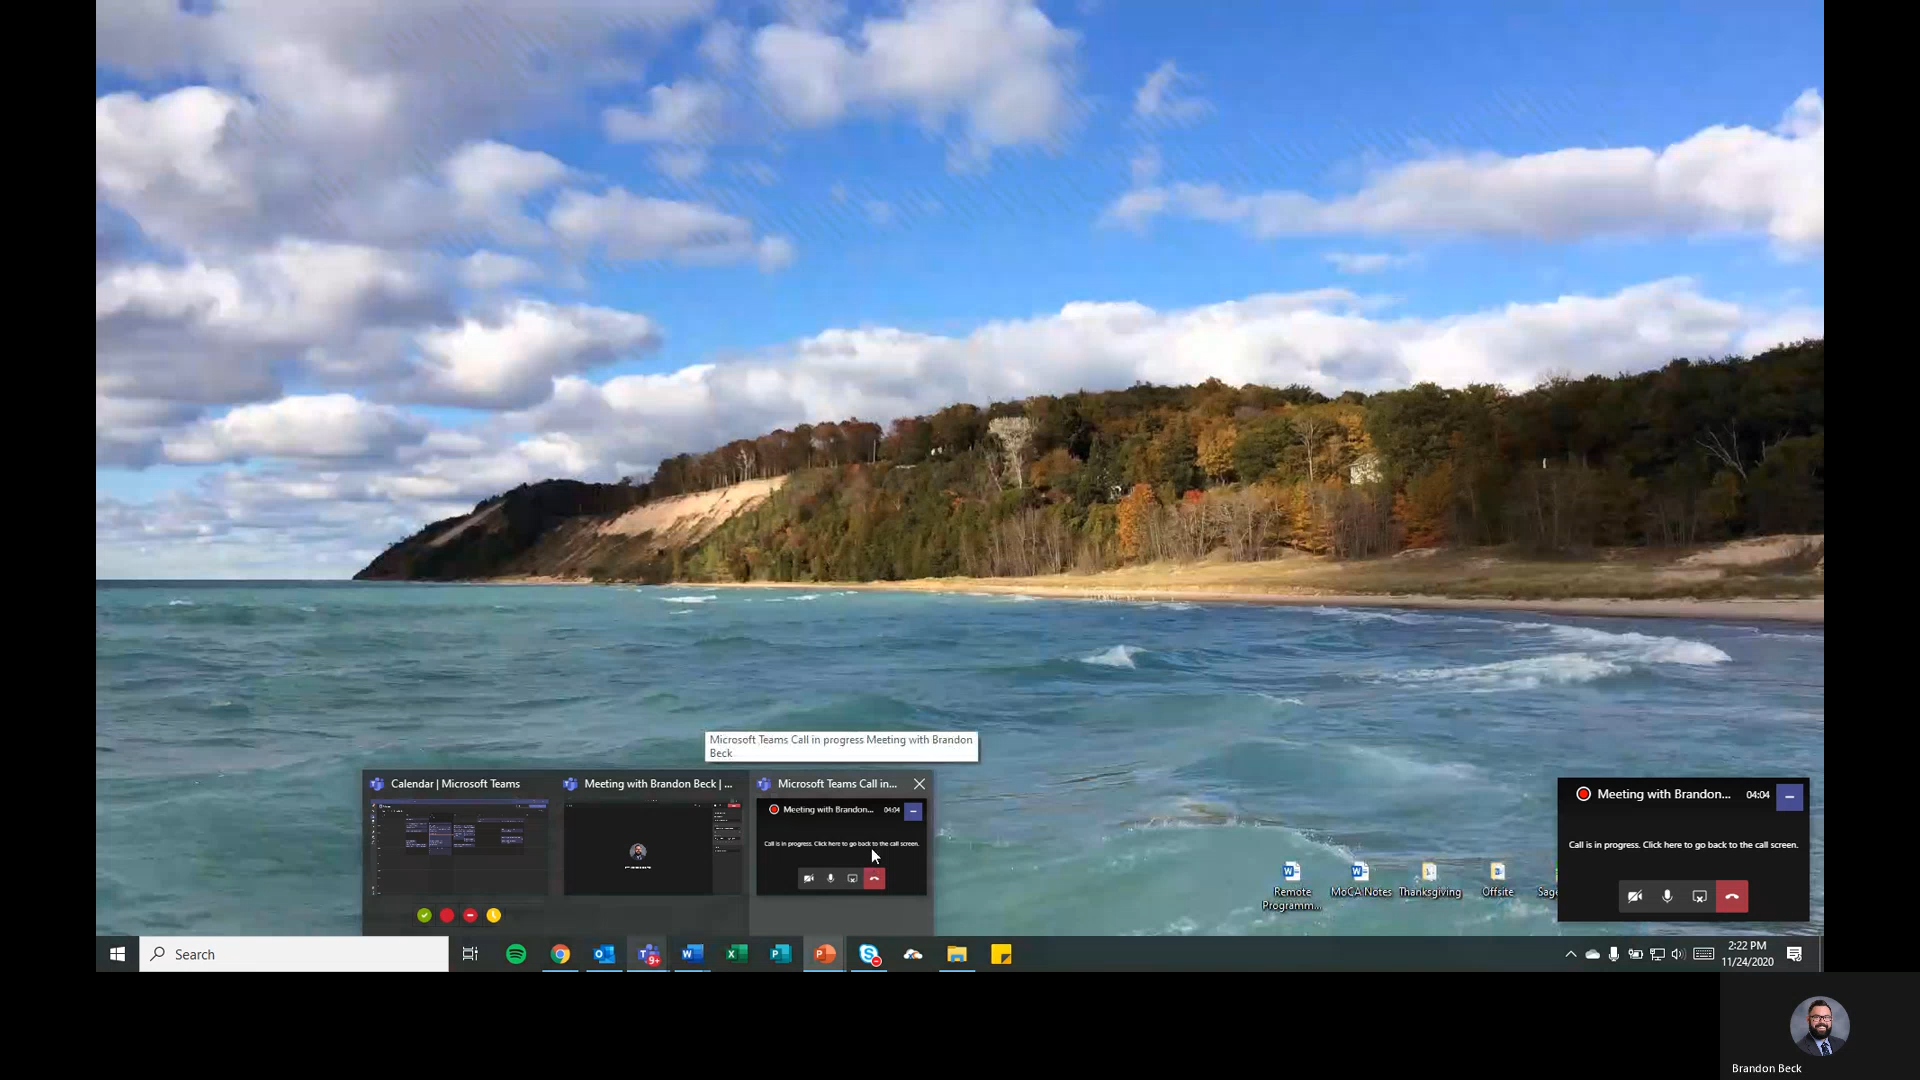 Microsoft Teams Call in progress Meeting with Brandon
Beck
Calendar | Microsoft Teams
Meeting with Brandon Beck | ...
Microsoft Teams Call in...
Meeting with Brandon... 04:04
Call is in progress. Click here to go back to the call screen.
Meeting with Brandon... 04:04
Call is in progress. Click here to go back to the call screen.
Remote
Programm...
MoCA Notes
Thanksgiving
Offsite
Sage
Search
9+
2:22 PM
11/24/2020
Brandon Beck